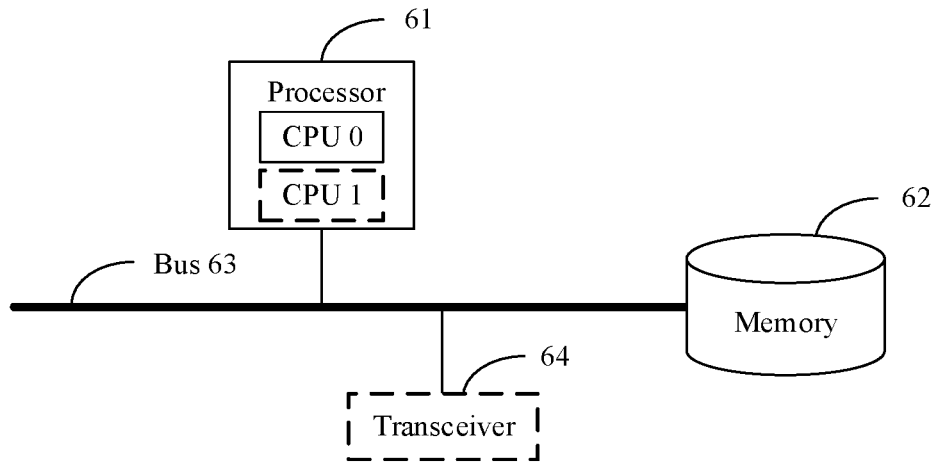 61
Processor
CPU 0
CPU 1
62
Bus 63
Memory
64
Transceiver